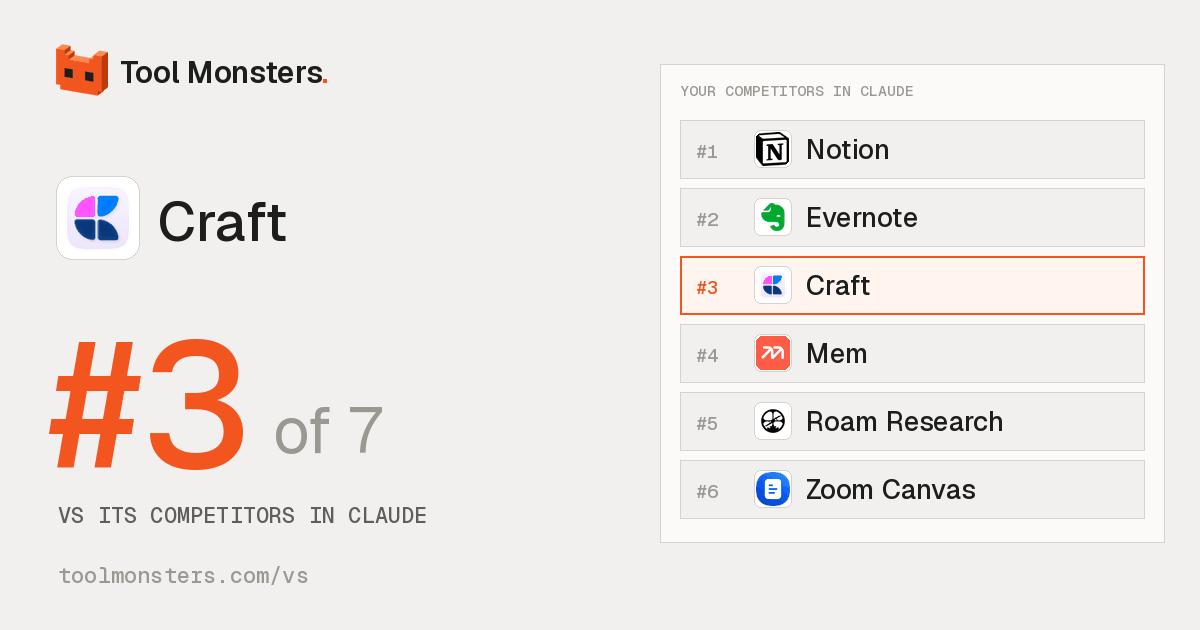 Tool Monsters.
Craft
#3 of 7
VS ITS COMPETITORS IN CLAUDE
toolmonsters.com/vs
YOUR COMPETITORS IN CLAUDE
#1 Notion
#2 Evernote
#3 Craft
#4 Mem
#5 Roam Research
#6 Zoom Canvas